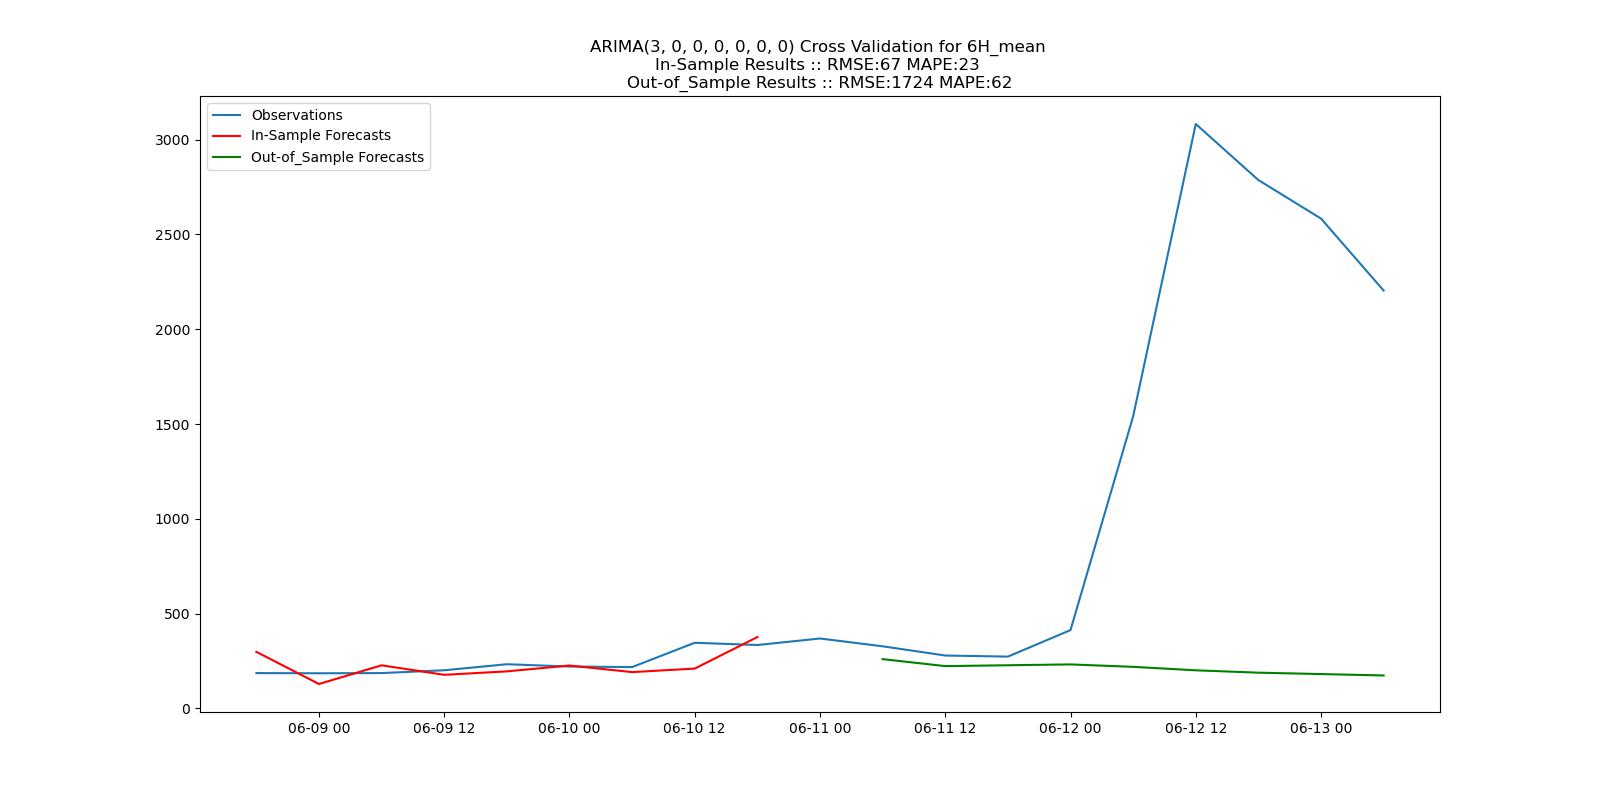 ARIMA(3, 0, 0, 0, 0, 0, 0) Cross Validation for 6H_mean
In-Sample Results :: RMSE:67 MAPE:23
Out-of_Sample Results :: RMSE:1724 MAPE:62
Observations
In-Sample Forecasts
Out-of_Sample Forecasts
3000
2500
2000
1500
1000
500
0
06-09 00
06-09 12
06-10 00
06-10 12
06-11 00
06-11 12
06-12 00
06-12 12
06-13 00